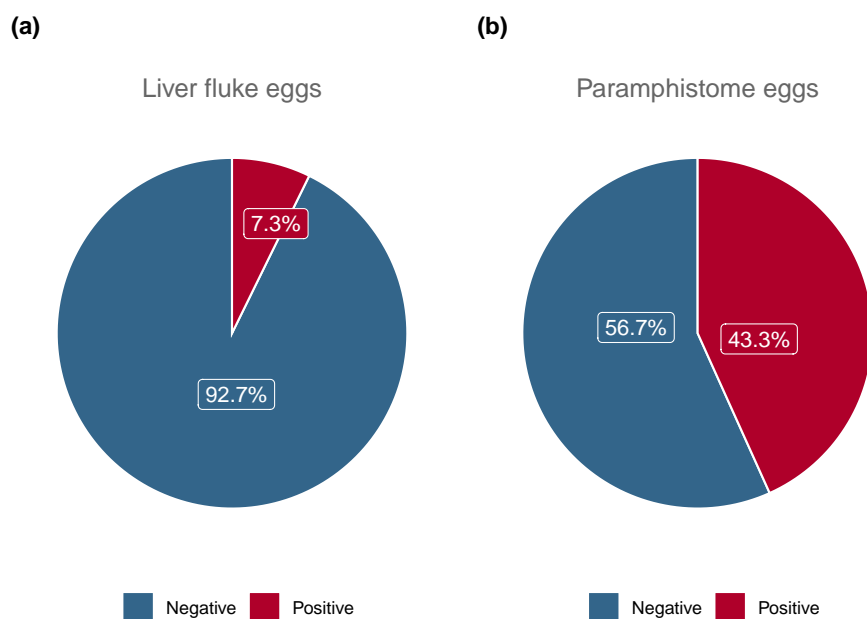 (a)
Liver fluke eggs
7.3%
92.7%
Negative Positive
(b)
Paramphistome eggs
56.7%
43.3%
Negative Positive